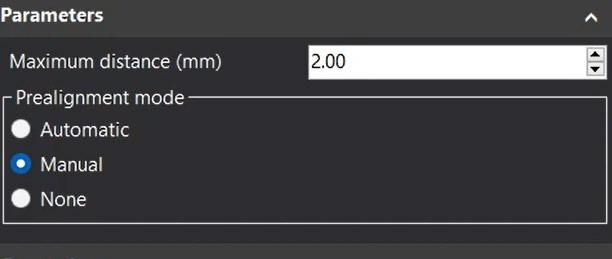 Parameters
Maximum distance (mm) 2.00
Prealignment mode
Automatic
Manual
None